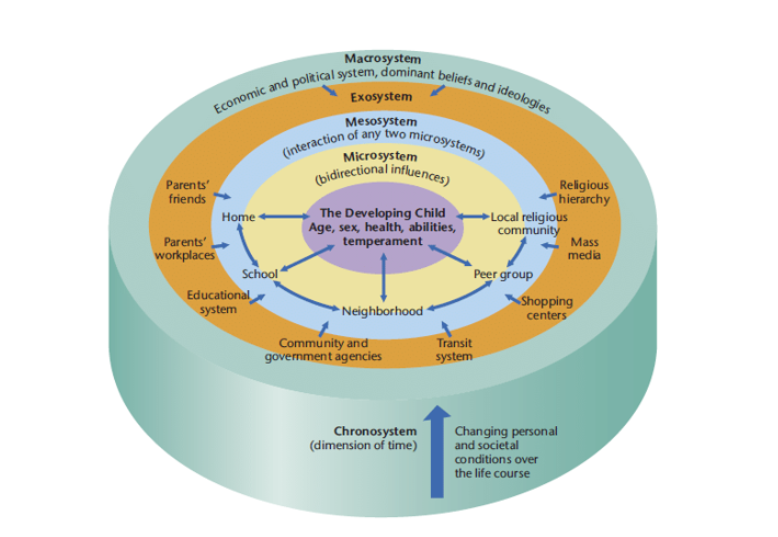 Macrosystem
Economic and political system, dominant beliefs and ideologies
Exosystem
Mesosystem
(interaction of any two microsystems)
Microsystem
(bidirectional influences)
The Developing Child
Age, sex, health, abilities,
temperament
Parents'
friends
Religious
hierarchy
Home
Local religious
community
Parents'
workplaces
Mass
media
School
Peer group
Educational
system
Shopping
centers
Neighborhood
Community and
government agencies
Transit
system
Chronosystem
(dimension of time)
Changing personal
and societal
conditions over
the life course